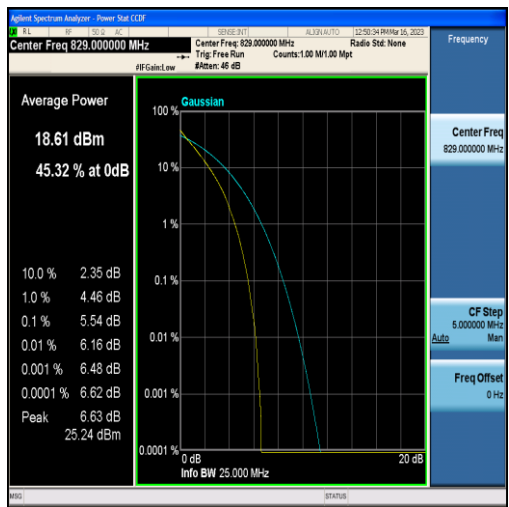 Agilent Spectrum Analyzer - Power Stat CCDF
RL RF 50 Ω AC SENSE:INT ALIGN AUTO 12:50:34 PM Mar 16, 2023
Center Freq 829.000000 MHz
Center Freq: 829.000000 MHz Radio Std: None
Trig: Free Run Counts:1.00 M/1.00 Mpt
#IFGain:Low #Atten: 46 dB
Frequency
Average Power
18.61 dBm
45.32 % at 0dB
10.0 % 2.35 dB
1.0 % 4.46 dB
0.1 % 5.54 dB
0.01 % 6.16 dB
0.001 % 6.48 dB
0.0001 % 6.62 dB
Peak 6.63 dB
25.24 dBm
Gaussian
100 %
10 %
1 %
0.1 %
0.01 %
0.001 %
0.0001 %
0 dB 20 dB
Info BW 25.000 MHz
Center Freq
829.000000 MHz
CF Step
5.000000 MHz
Auto Man
Freq Offset
0 Hz
MSG STATUS